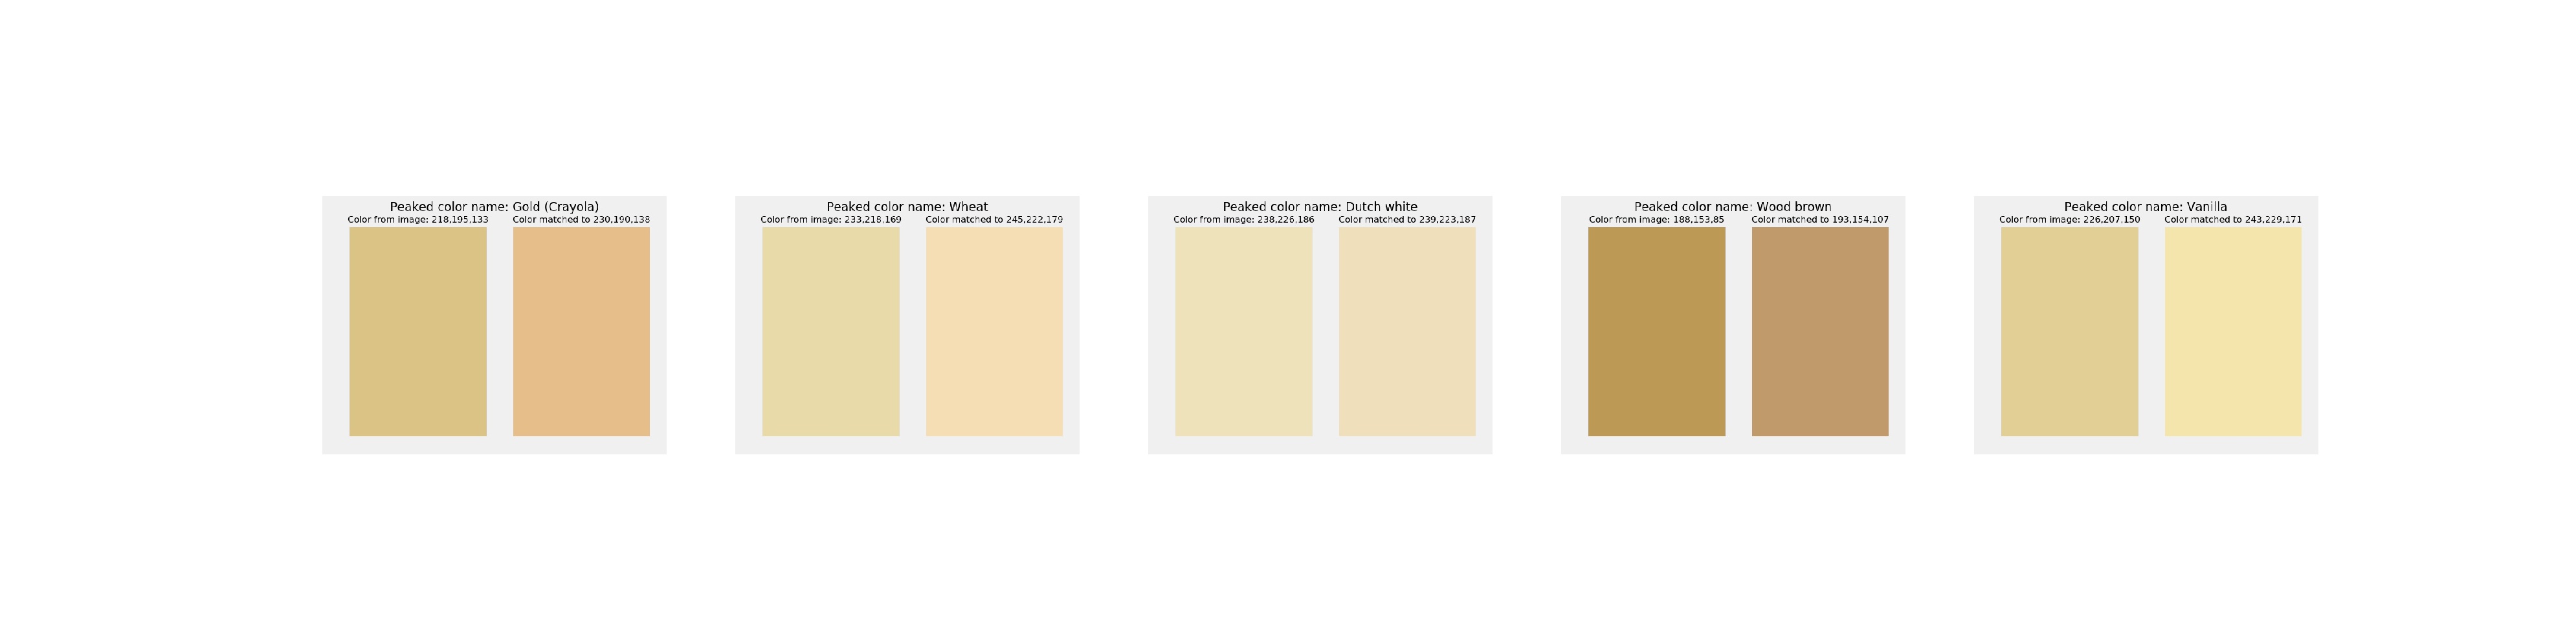 Peaked color name: Gold (Crayola)
Color from image: 218,195,133
Color matched to 230,190,138
Peaked color name: Wheat
Color from image: 233,218,169
Color matched to 245,222,179
Peaked color name: Dutch white
Color from image: 238,226,186
Color matched to 239,223,187
Peaked color name: Wood brown
Color from image: 188,153,85
Color matched to 193,154,107
Peaked color name: Vanilla
Color from image: 226,207,150
Color matched to 243,229,171